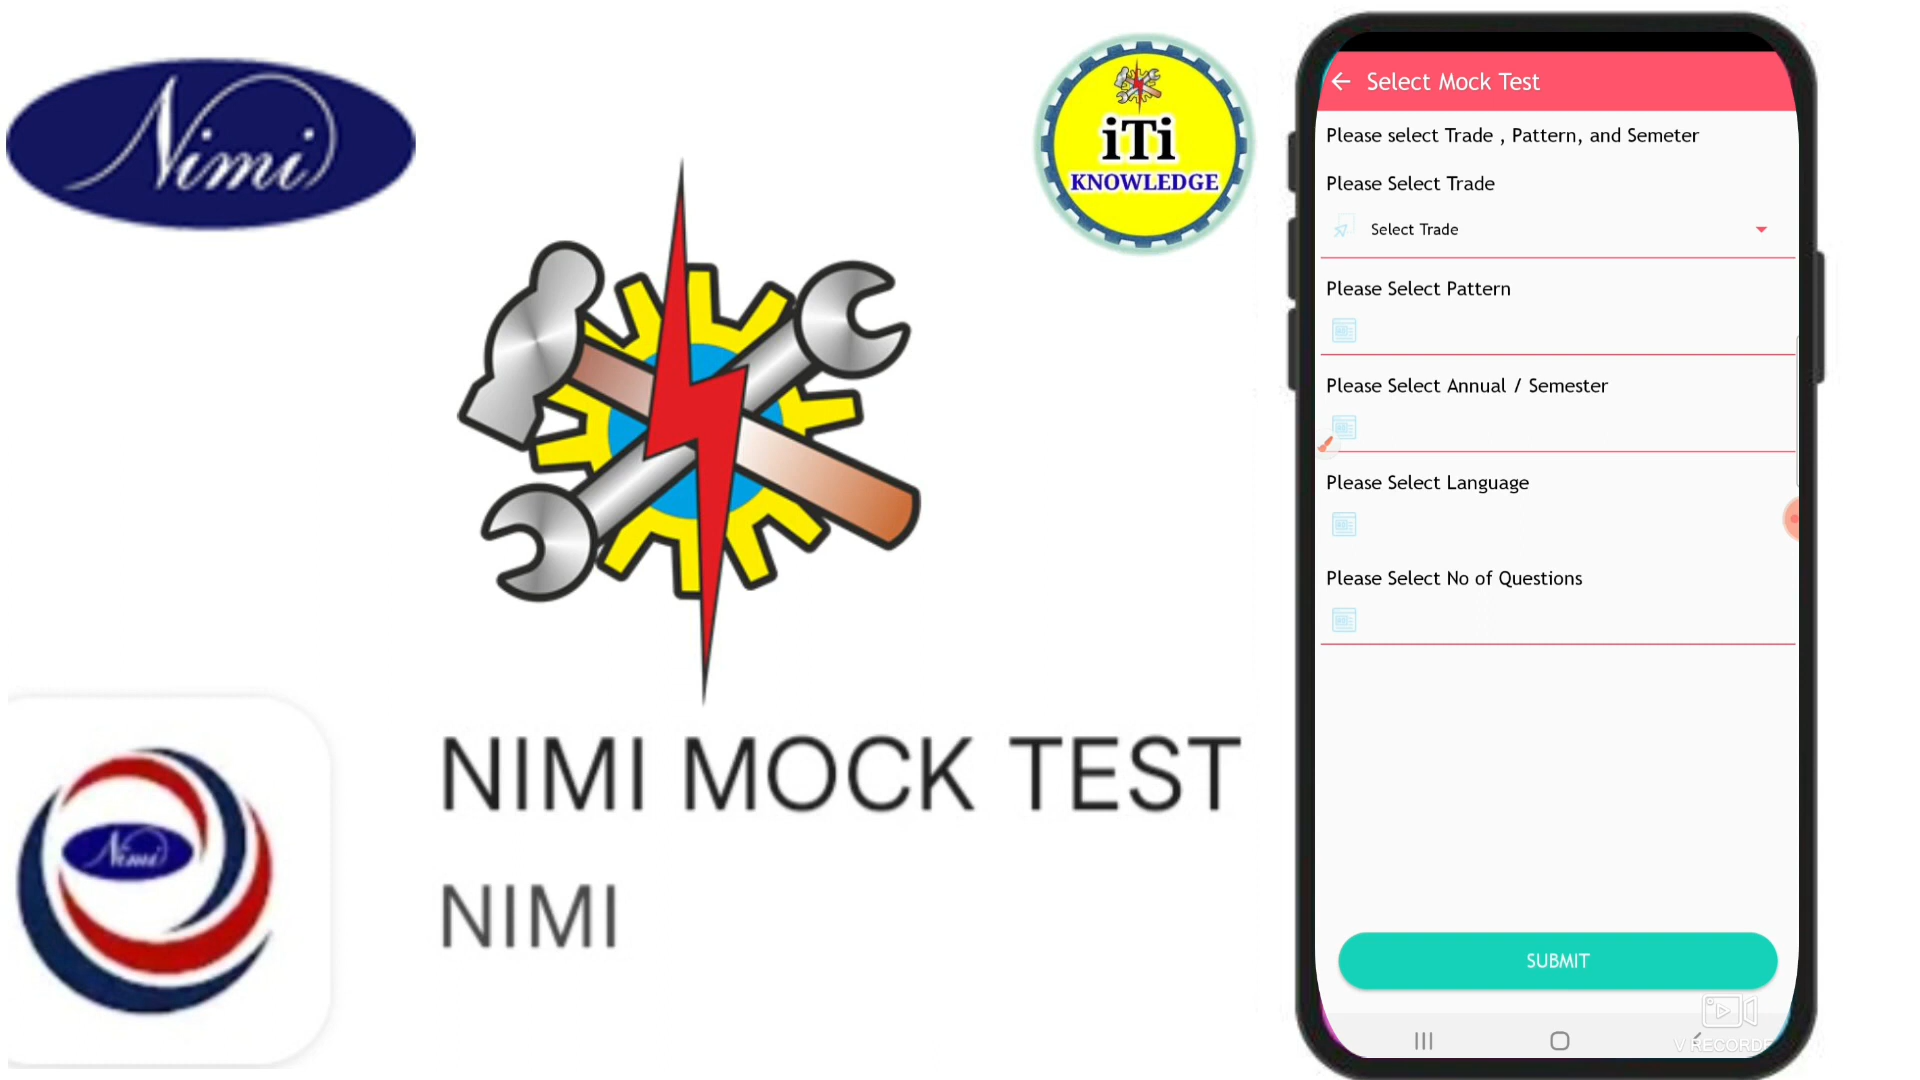 Nimi
iTi
KNOWLEDGE
NIMI MOCK TEST
NIMI
Nimi
Select Mock Test
Please select Trade , Pattern, and Semeter
Please Select Trade
Select Trade
Please Select Pattern
Please Select Annual / Semester
Please Select Language
Please Select No of Questions
SUBMIT